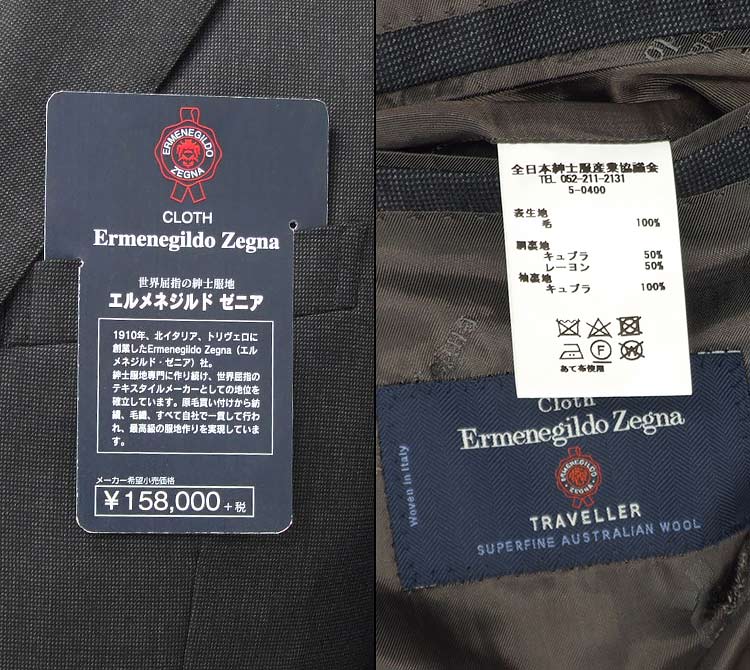 ERMENEGILDO
ZEGNA
CLOTH
Ermenegildo Zegna
世界屈指の紳士服地
エルメネジルド ゼニア
1910年、北イタリア、トリヴェロに
創業したErmenegildo Zegna（エル
メネジルド・ゼニア）社。
紳士服地専門に作り続け、世界屈指の
テキスタイルメーカーとしての地位を
確立しています。原毛買い付けから紡
績、毛織、すべて自社で一貫して行わ
れ、最高級の服地作りを実現していま
す。
メーカー希望小売価格
￥158,000+税
全日本紳士服産業協議会
TEL 052-211-2131
5-0400
表生地
毛 100%
胴裏地
キュプラ 50%
レーヨン 50%
袖裏地
キュプラ 100%
F
あて布使用
Cloth
Ermenegildo Zegna
ERMENEGILDO
ZEGNA
Woven in Italy
TRAVELLER
SUPERFINE AUSTRALIAN WOOL